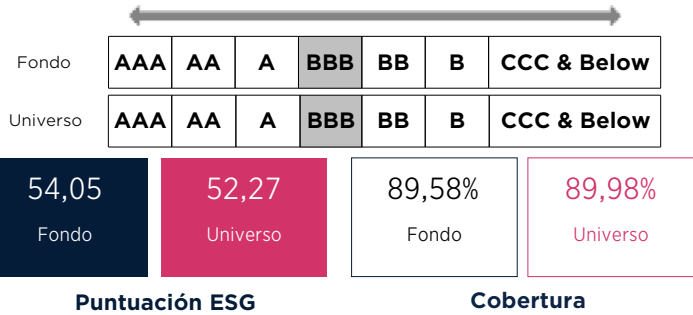 Fondo AAA AA A BBB BB B CCC & Below
Universo AAA AA A BBB BB B CCC & Below
54,05 52,27 89,58% 89,98%
Fondo Universo Fondo Universo
Puntuación ESG Cobertura